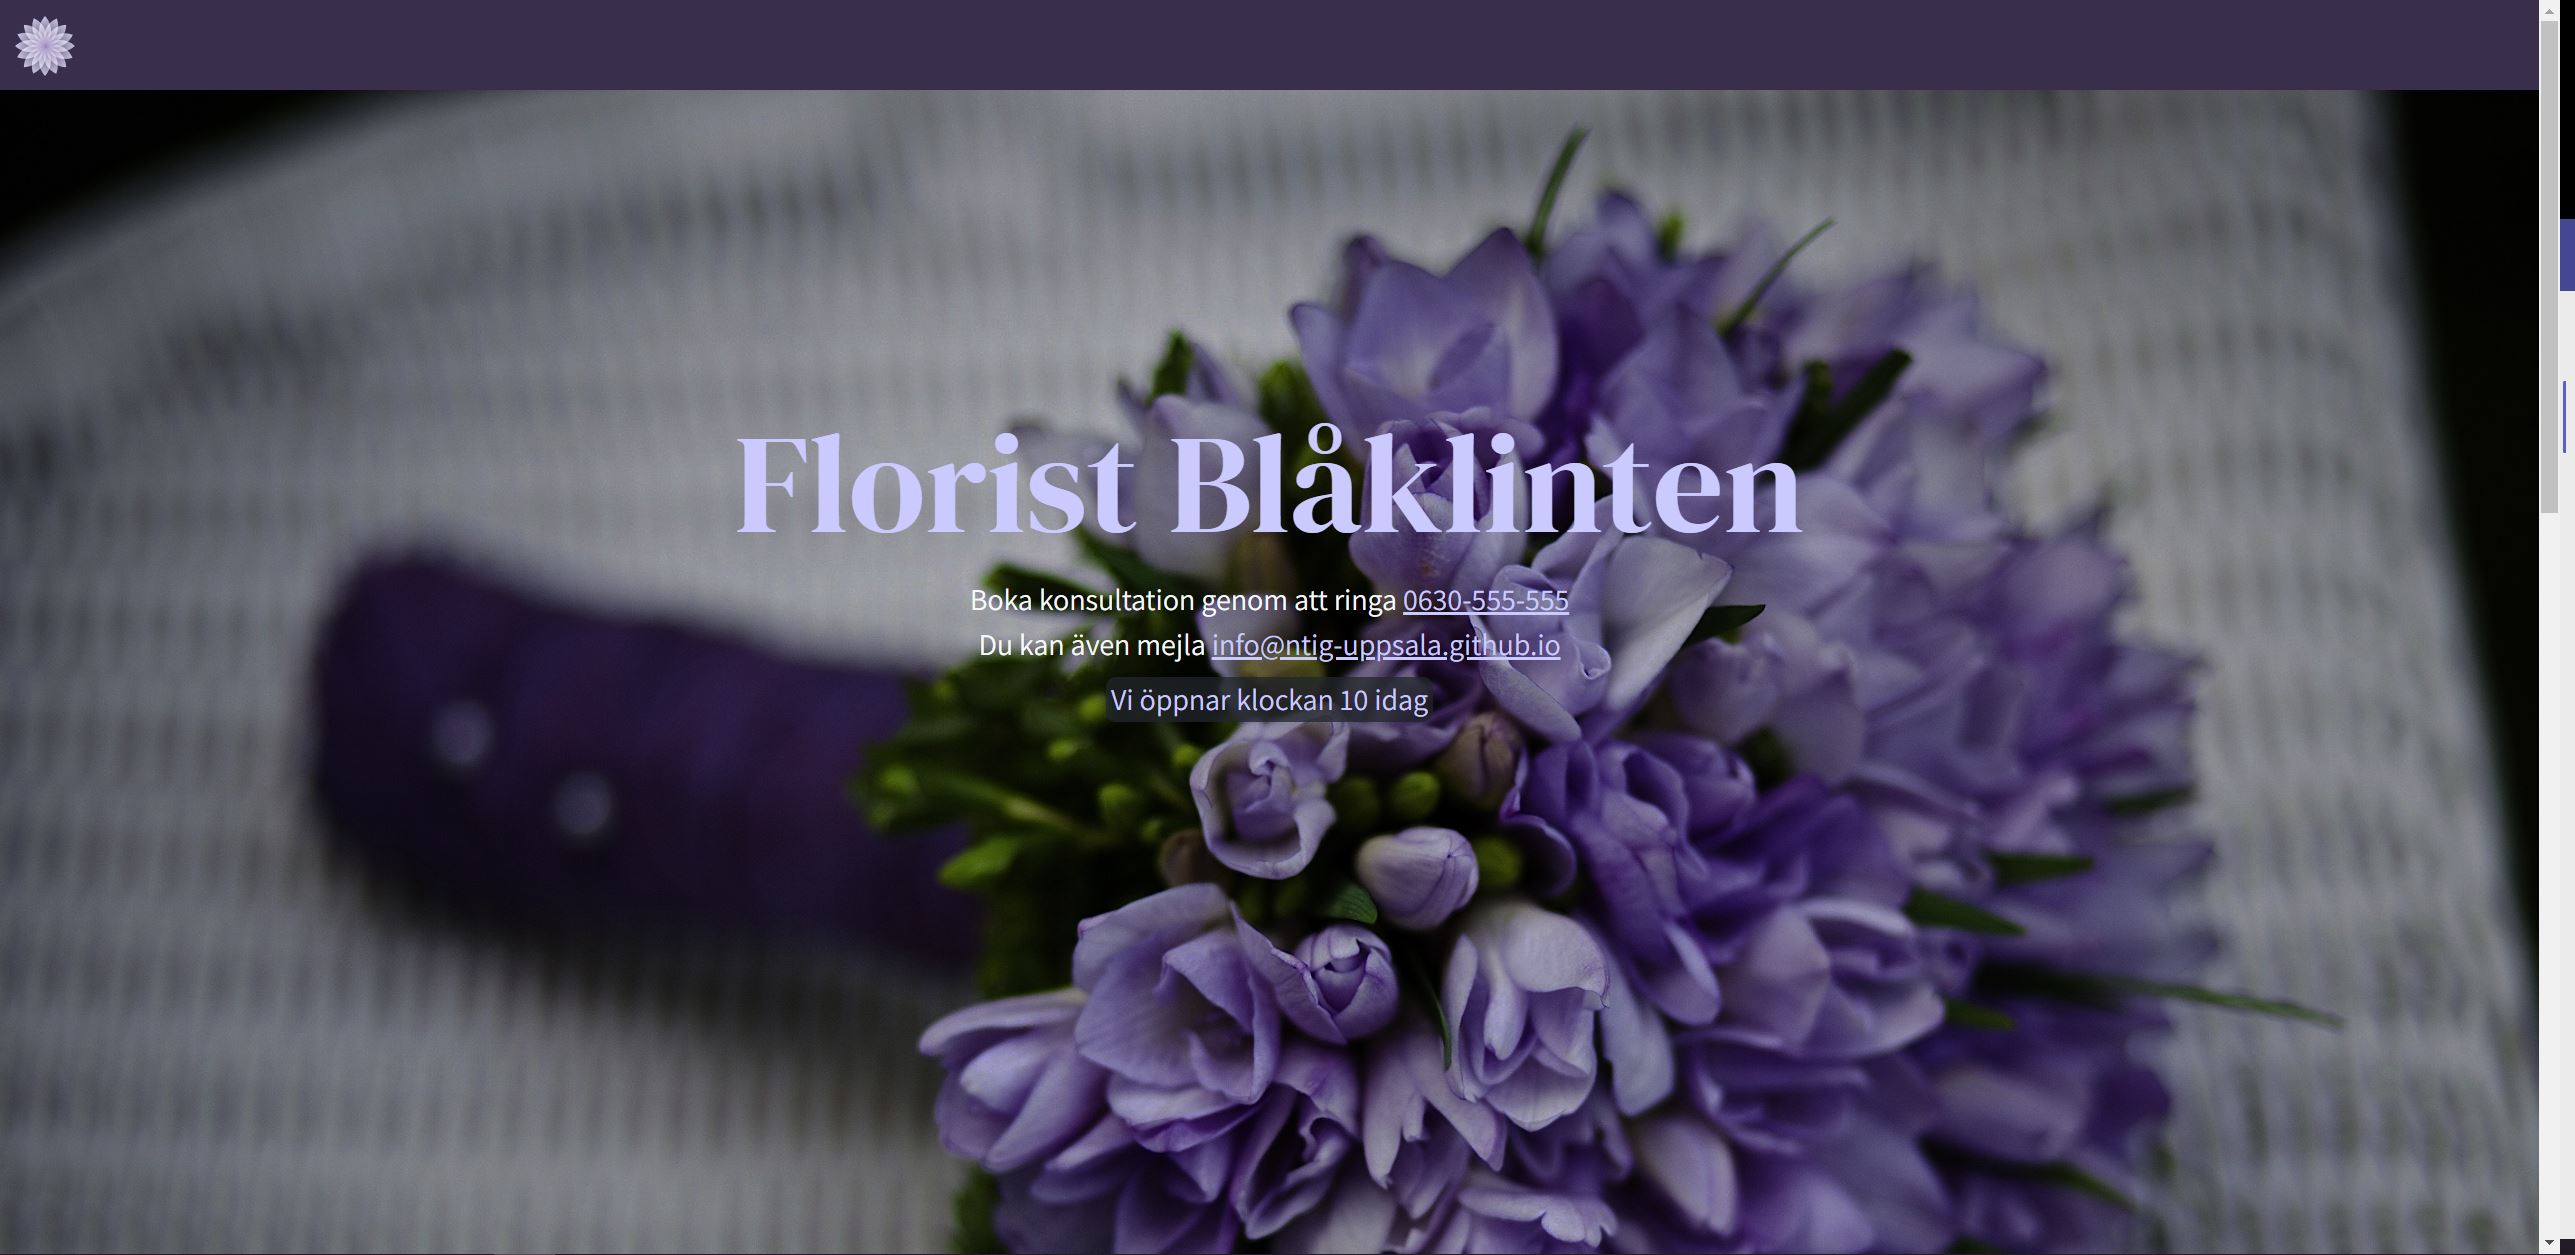 Florist Blåklinten
Boka konsultation genom att ringa 0630-555-555
Du kan även mejla info@ntig-uppsala.github.io
Vi öppnar klockan 10 idag